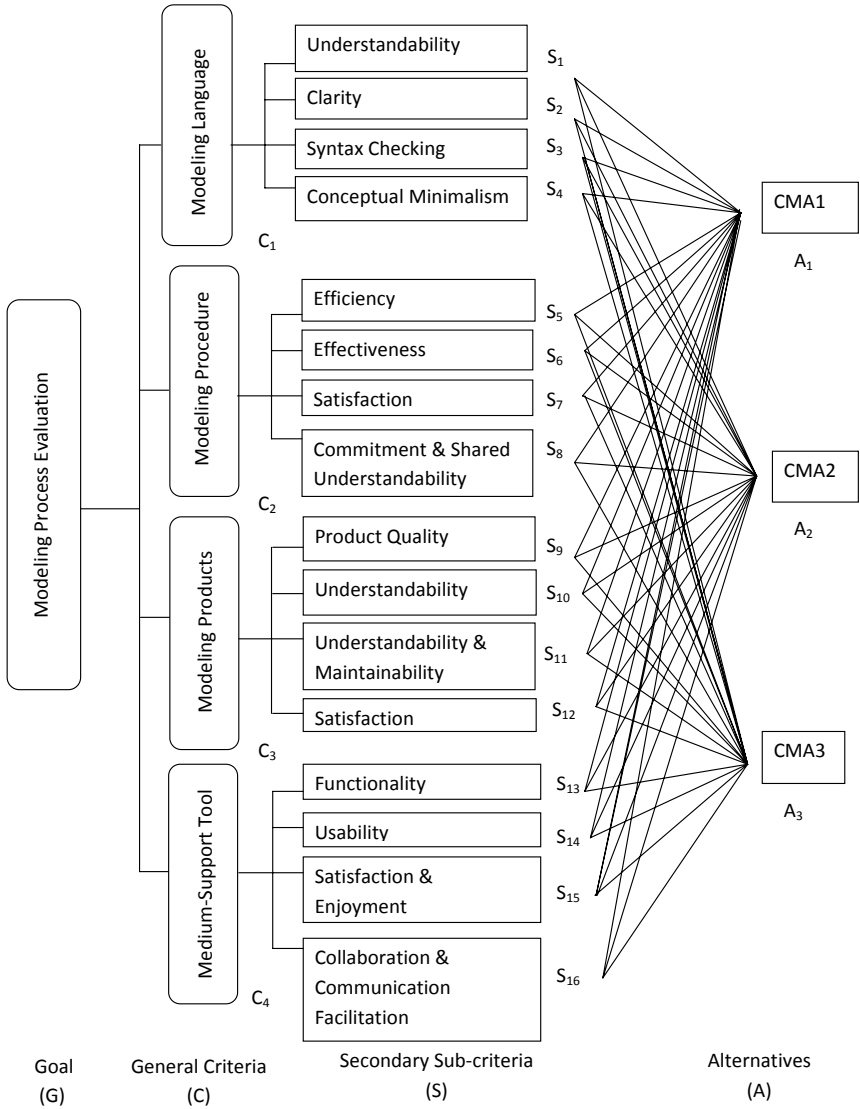 Modeling Process Evaluation
Modeling Language
C₁
Understandability
S₁
Clarity
S₂
Syntax Checking
S₃
Conceptual Minimalism
S₄
Modeling Procedure
C₂
Efficiency
S₅
Effectiveness
S₆
Satisfaction
S₇
Commitment & Shared
Understandability
S₈
Modeling Products
C₃
Product Quality
S₉
Understandability
S₁₀
Understandability &
Maintainability
S₁₁
Satisfaction
S₁₂
Medium-Support Tool
C₄
Functionality
S₁₃
Usability
S₁₄
Satisfaction &
Enjoyment
S₁₅
Collaboration &
Communication
Facilitation
S₁₆
CMA1
A₁
CMA2
A₂
CMA3
A₃
Goal
(G)
General Criteria
(C)
Secondary Sub-criteria
(S)
Alternatives
(A)